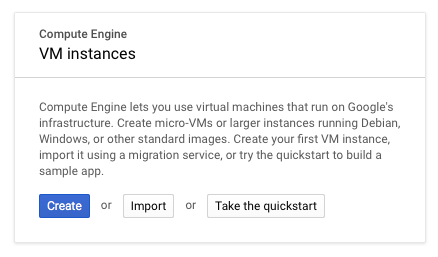 Compute Engine
VM instances
Compute Engine lets you use virtual machines that run on Google's
infrastructure. Create micro-VMs or larger instances running Debian,
Windows, or other standard images. Create your first VM instance,
import it using a migration service, or try the quickstart to build a
sample app.
Create or Import or Take the quickstart